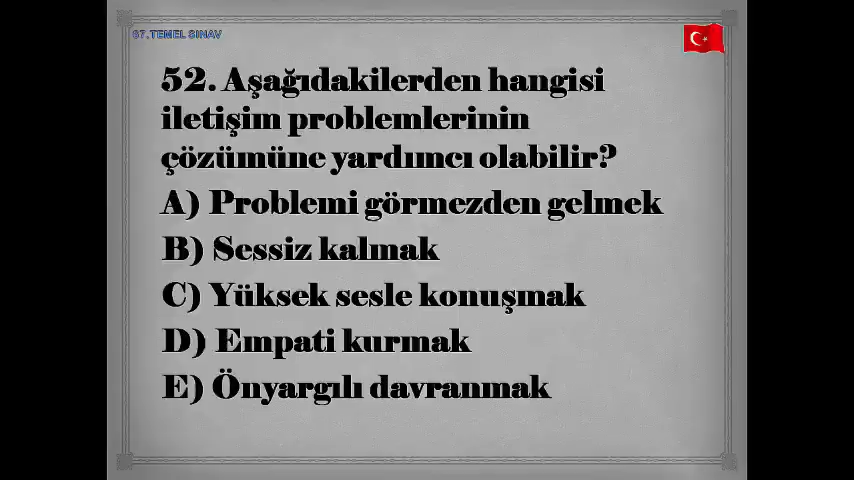 67.TEMEL SINAV
52. Aşağıdakilerden hangisi
iletişim problemlerinin
çözümüne yardımcı olabilir?
A) Problemi görmezden gelmek
B) Sessiz kalmak
C) Yüksek sesle konuşmak
D) Empati kurmak
E) Önyargılı davranmak